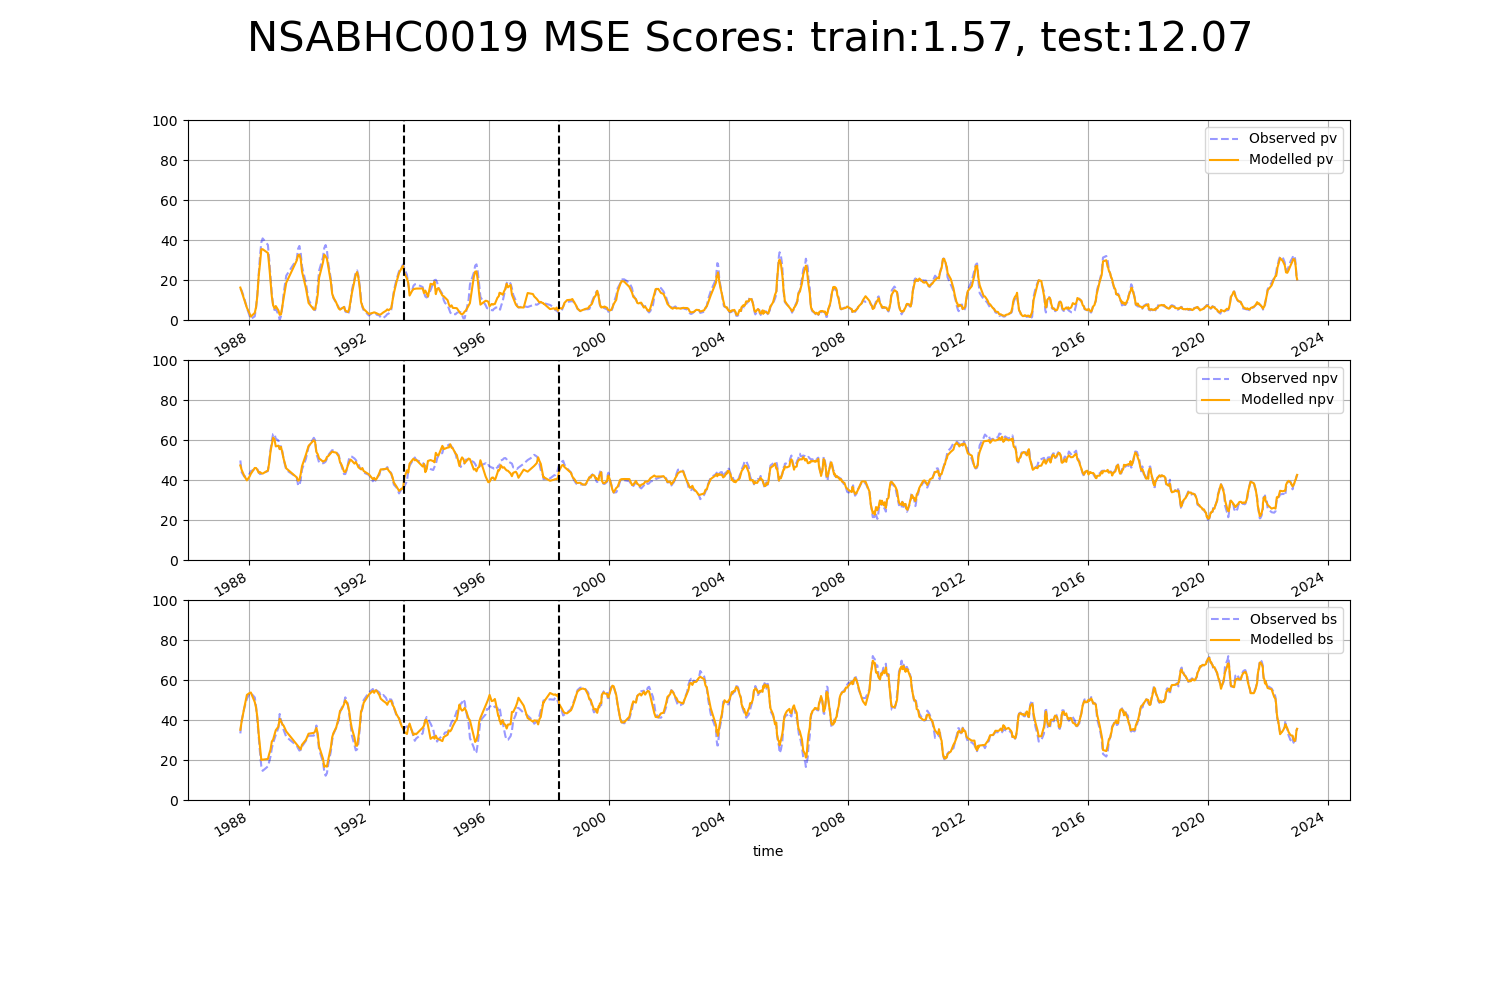 NSABHC0019 MSE Scores: train:1.57, test:12.07
100
80
60
40
20
0
Observed pv
Modelled pv
1988 1992 1996 2000 2004 2008 2012 2016 2020 2024
100
80
60
40
20
0
Observed npv
Modelled npv
1988 1992 1996 2000 2004 2008 2012 2016 2020 2024
100
80
60
40
20
0
Observed bs
Modelled bs
1988 1992 1996 2000 2004 2008 2012 2016 2020 2024
time